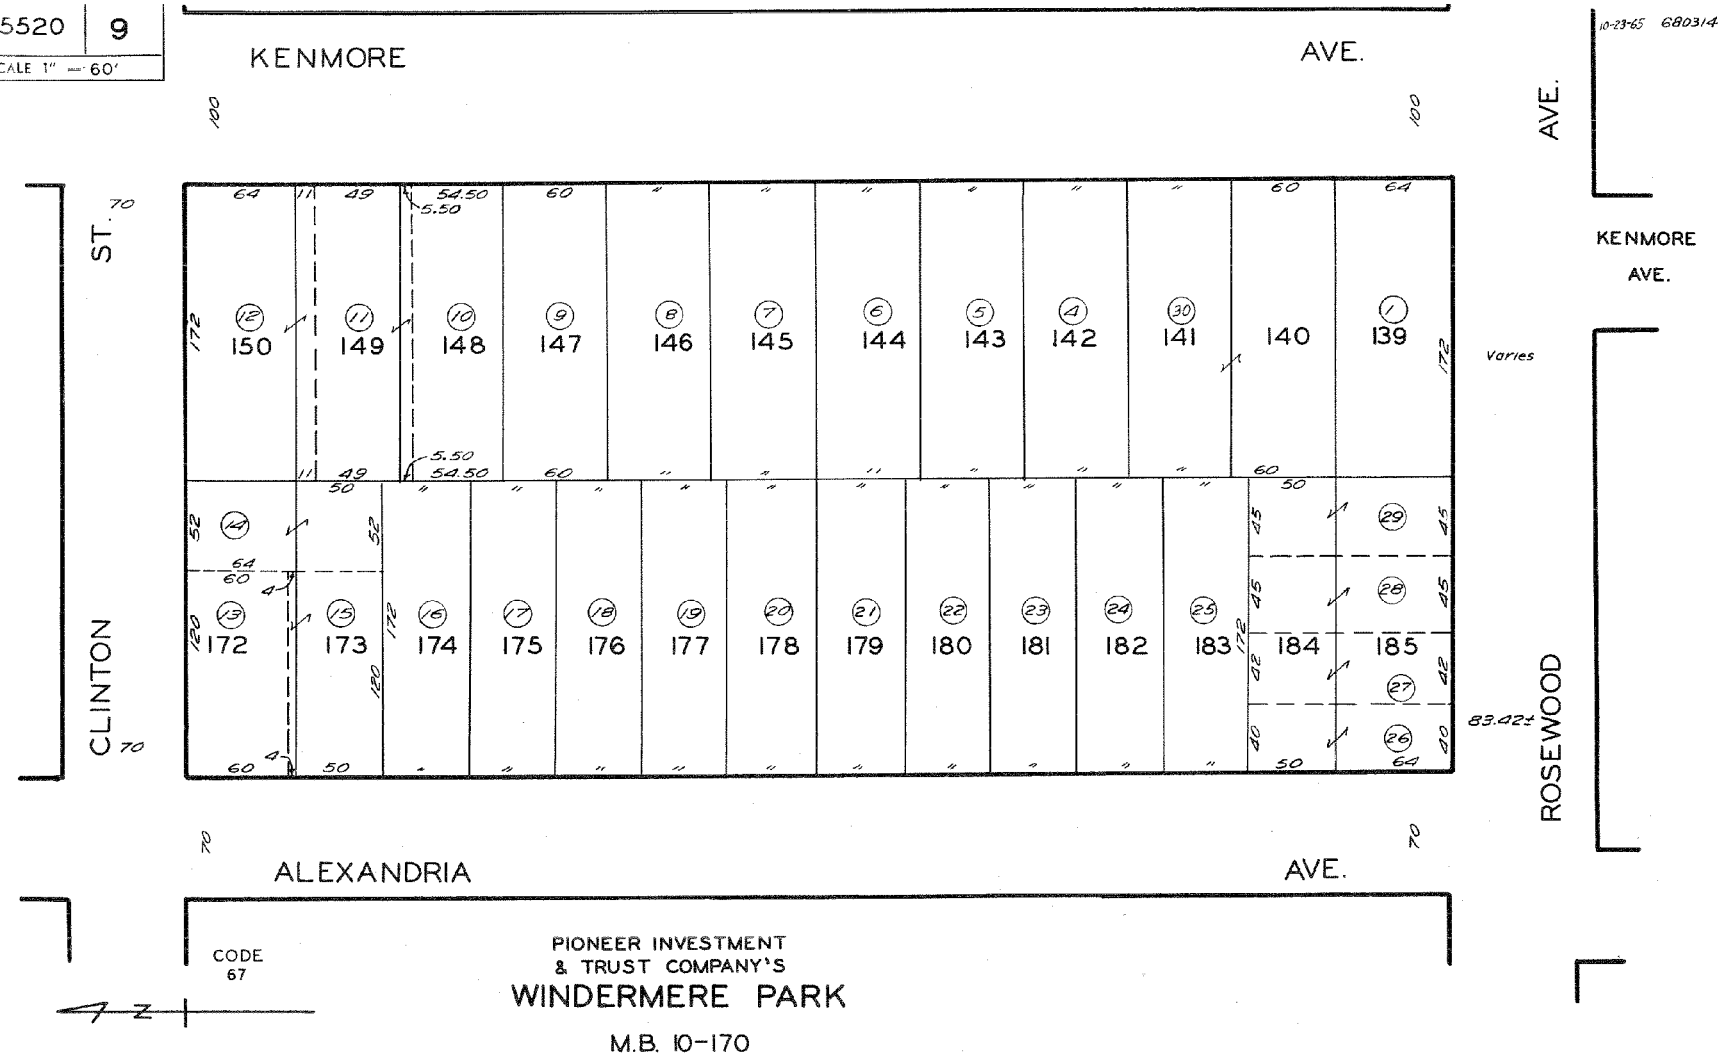 5520 9
CALE 1" = 60'
10-23-65 680314
KENMORE AVE.
100 100
AVE.
70
ST.
KENMORE
AVE.
64 11 49 54.50 60 " " " " " " 60 64
5.50
172 172
12 11 10 9 8 7 6 5 4 30 1
150 149 148 147 146 145 144 143 142 141 140 139
Varies
5.50
11 49 54.50 60 " " 11 " " " 60
50 " " " " " " " " " " 50
52 14 52 45 29 45
64
60
4
45 28 45
13 15 16 17 18 19 20 21 22 23 24 25
120 172 172
172 173 174 175 176 177 178 179 180 181 182 183 184 185
120 42 27 42
83.42±
40 26 40
4
60 50 " " " " " " " " " " 50 64
CLINTON
70
ROSEWOOD
70 70
ALEXANDRIA AVE.
CODE
67
N
PIONEER INVESTMENT
& TRUST COMPANY'S
WINDERMERE PARK
M.B. 10-170